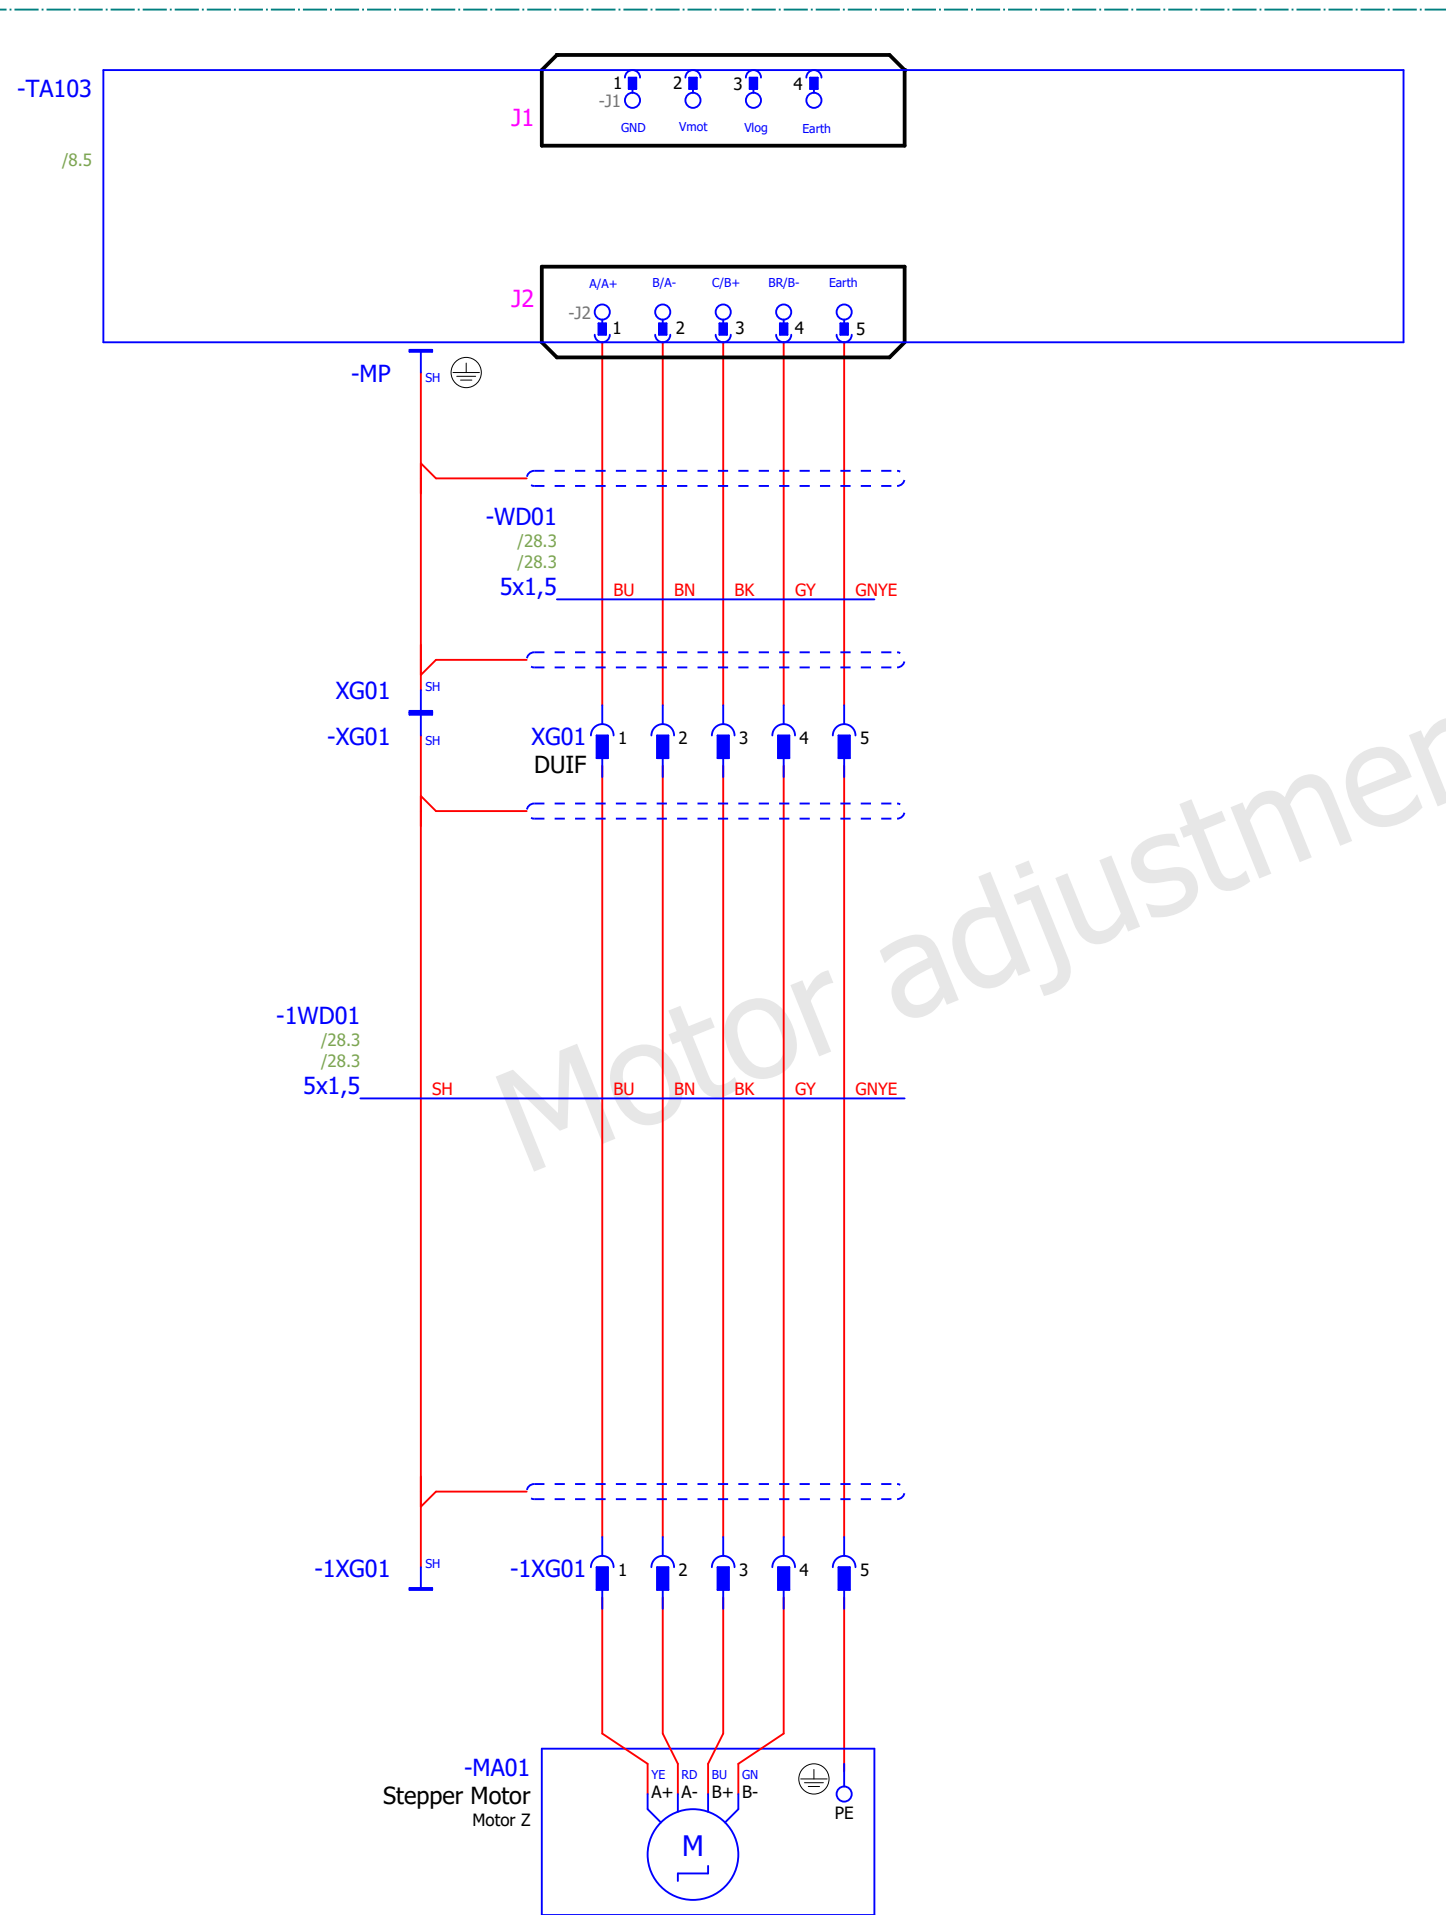 -TA103
/8.5
J1
1 2 3 4
-J1
GND Vmot Vlog Earth
J2
A/A+ B/A- C/B+ BR/B- Earth
-J2
1 2 3 4 5
-MP SH
-WD01
/28.3
/28.3
5x1,5 BU BN BK GY GNYE
XG01 SH
-XG01 SH
XG01 1 2 3 4 5
DUIF
Motor adjustmen
-1WD01
/28.3
/28.3
5x1,5 SH BU BN BK GY GNYE
-1XG01 SH
-1XG01 1 2 3 4 5
-MA01
Stepper Motor
Motor Z
YE RD BU GN
A+ A- B+ B-
PE
M